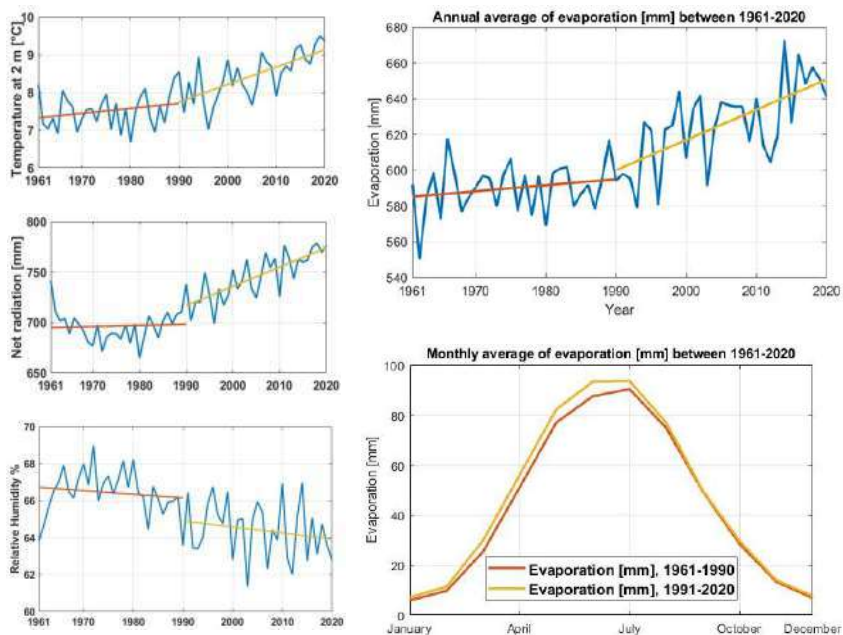 Temperature at 2 m [°C]
10
9
8
7
6
1961 1970 1980 1990 2000 2010 2020
Net radiation [mm]
800
750
700
650
1961 1970 1980 1990 2000 2010 2020
Relative Humidity %
70
68
66
64
62
60
1961 1970 1980 1990 2000 2010 2020
Annual average of evaporation [mm] between 1961-2020
Evaporation [mm]
680
660
640
620
600
580
560
540
1961 1970 1980 1990 2000 2010 2020
Year
Monthly average of evaporation [mm] between 1961-2020
Evaporation [mm]
100
80
60
40
20
0
Evaporation [mm], 1961-1990
Evaporation [mm], 1991-2020
January April July October December